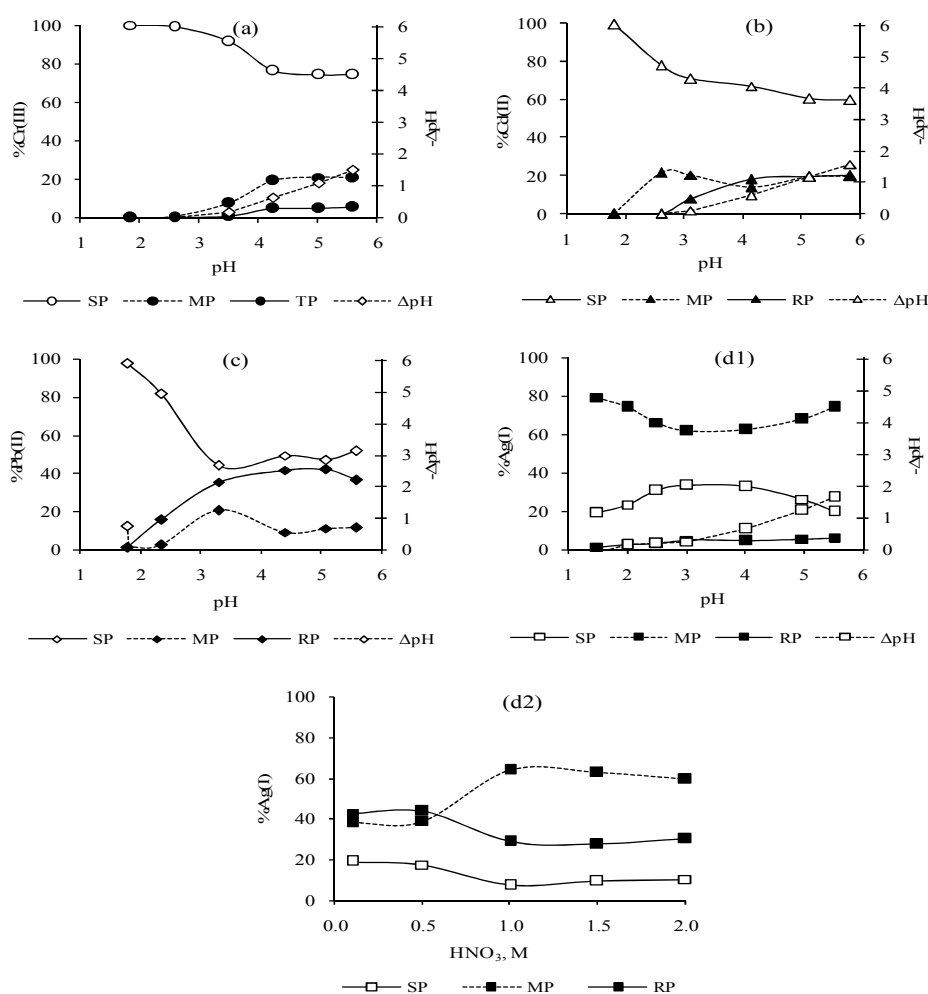 (a)
100
80
60
40
20
0
%Cr(III)
6
5
4
3
2
1
0
-ΔpH
1 2 3 4 5 6
pH
SP MP TP ΔpH
(b)
100
80
60
40
20
0
%Cd(II)
6
5
4
3
2
1
0
-ΔpH
1 2 3 4 5 6
pH
SP MP RP ΔpH
(c)
100
80
60
40
20
0
%Pb(II)
6
5
4
3
2
1
0
-ΔpH
1 2 3 4 5 6
pH
SP MP RP ΔpH
(d1)
100
80
60
40
20
0
%Ag(I)
6
5
4
3
2
1
0
-ΔpH
1 2 3 4 5 6
pH
SP MP RP ΔpH
(d2)
100
80
60
40
20
0
%Ag(I)
0.0 0.5 1.0 1.5 2.0
HNO₃, M
SP MP RP